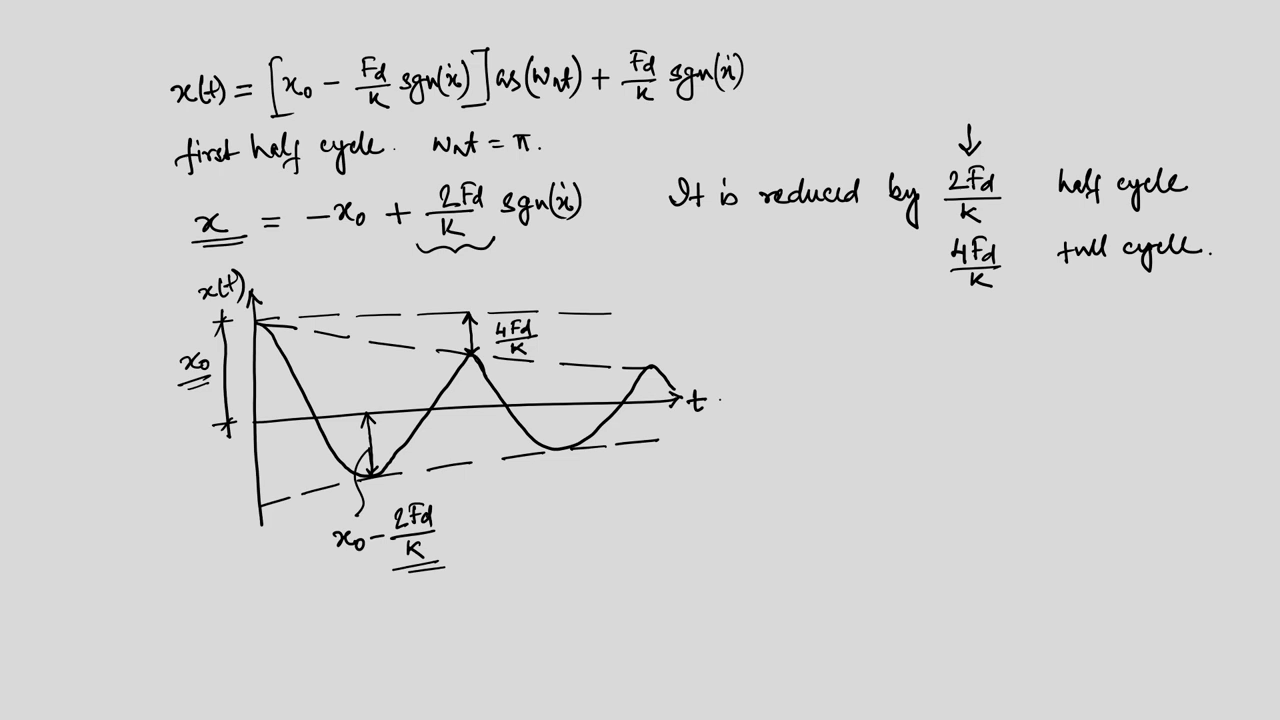 x(t) = [x₀ − Fd/K sgn(ẋ)] cos(ωₙt) + Fd/K sgn(ẋ)
first half cycle. ωₙt = π.
x = −x₀ + 2Fd/K sgn(ẋ)
It is reduced by 2Fd/K half cycle
4Fd/K full cycle.
x(t)
4Fd/K
x₀
t
x₀ − 2Fd/K